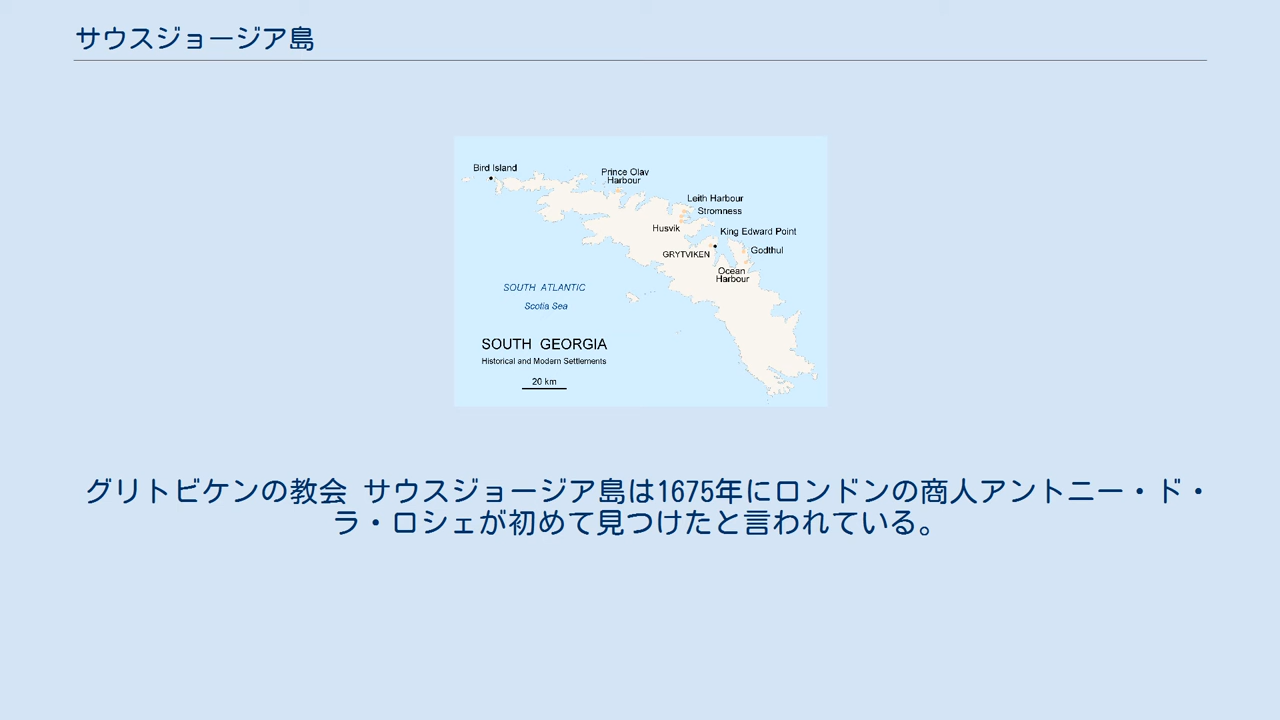 サウスジョージア島
Bird Island
Prince Olav
Harbour
Leith Harbour
Stromness
Husvik
King Edward Point
GRYTVIKEN
Godthul
Ocean
Harbour
SOUTH ATLANTIC
Scotia Sea
SOUTH GEORGIA
Historical and Modern Settlements
20 km
グリトビケンの教会 サウスジョージア島は1675年にロンドンの商人アントニー・ド・
ラ・ロシェが初めて見つけたと言われている。